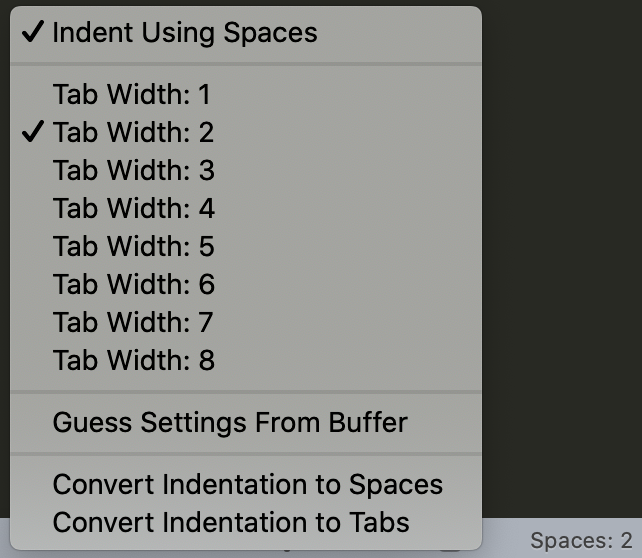 ✓ Indent Using Spaces
Tab Width: 1
✓ Tab Width: 2
Tab Width: 3
Tab Width: 4
Tab Width: 5
Tab Width: 6
Tab Width: 7
Tab Width: 8
Guess Settings From Buffer
Convert Indentation to Spaces
Convert Indentation to Tabs
Spaces: 2